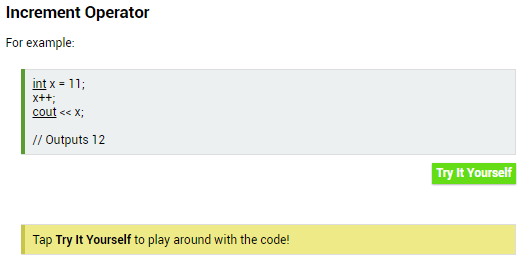 Increment Operator
For example:
int x = 11;
x++;
cout << x;
// Outputs 12
Try It Yourself
Tap Try It Yourself to play around with the code!